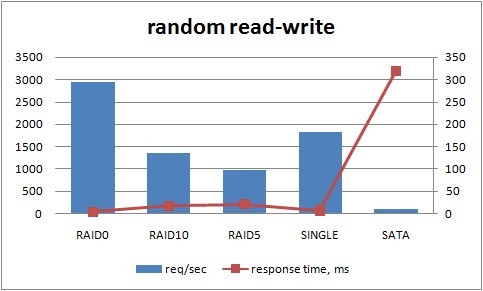 random read-write
3500 350
3000 300
2500 250
2000 200
1500 150
1000 100
500 50
0 0
RAID0 RAID10 RAID5 SINGLE SATA
req/sec response time, ms